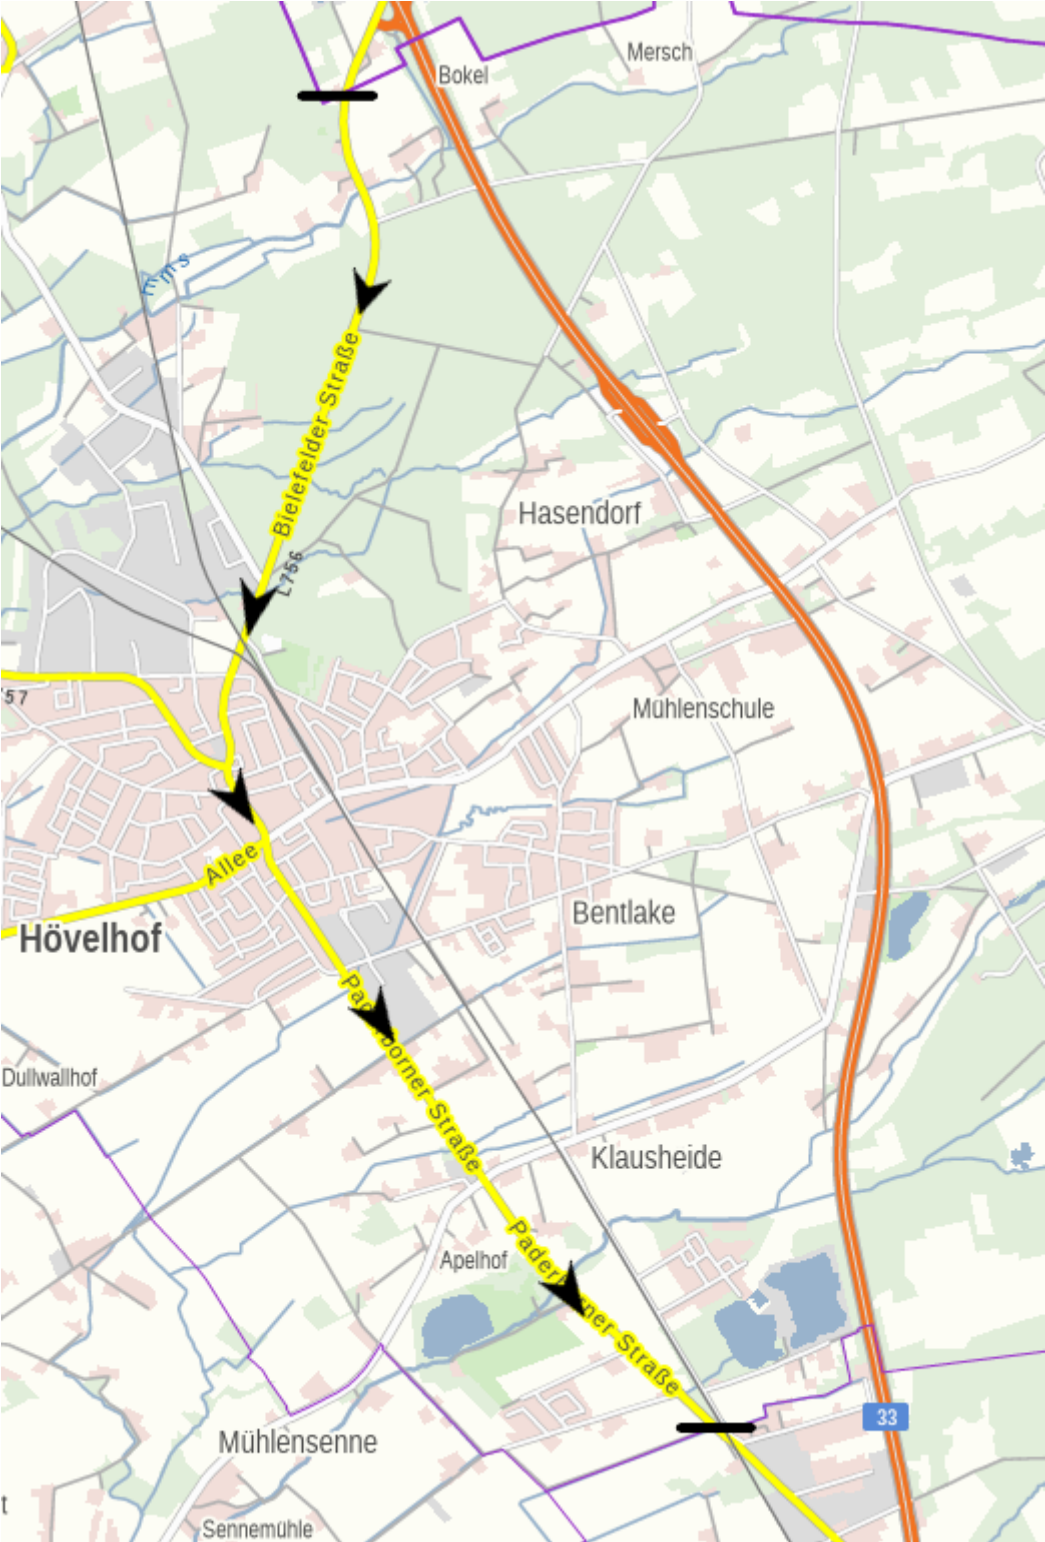 Mersch
Bokel
Ems
Bielefelder Straße
Hasendorf
L 756
57
Mühlenschule
Allee
Bentlake
Hövelhof
Paderborner Straße
Dullwallhof
Klausheide
Paderborner Straße
Apelhof
33
Mühlensenne
t
Sennemühle